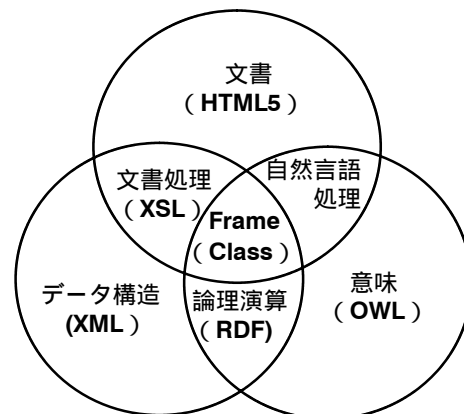 文書
（HTML5）
文書処理
（XSL）
自然言語
処理
Frame
（Class）
データ構造
(XML）
論理演算
（RDF)
意味
（OWL）